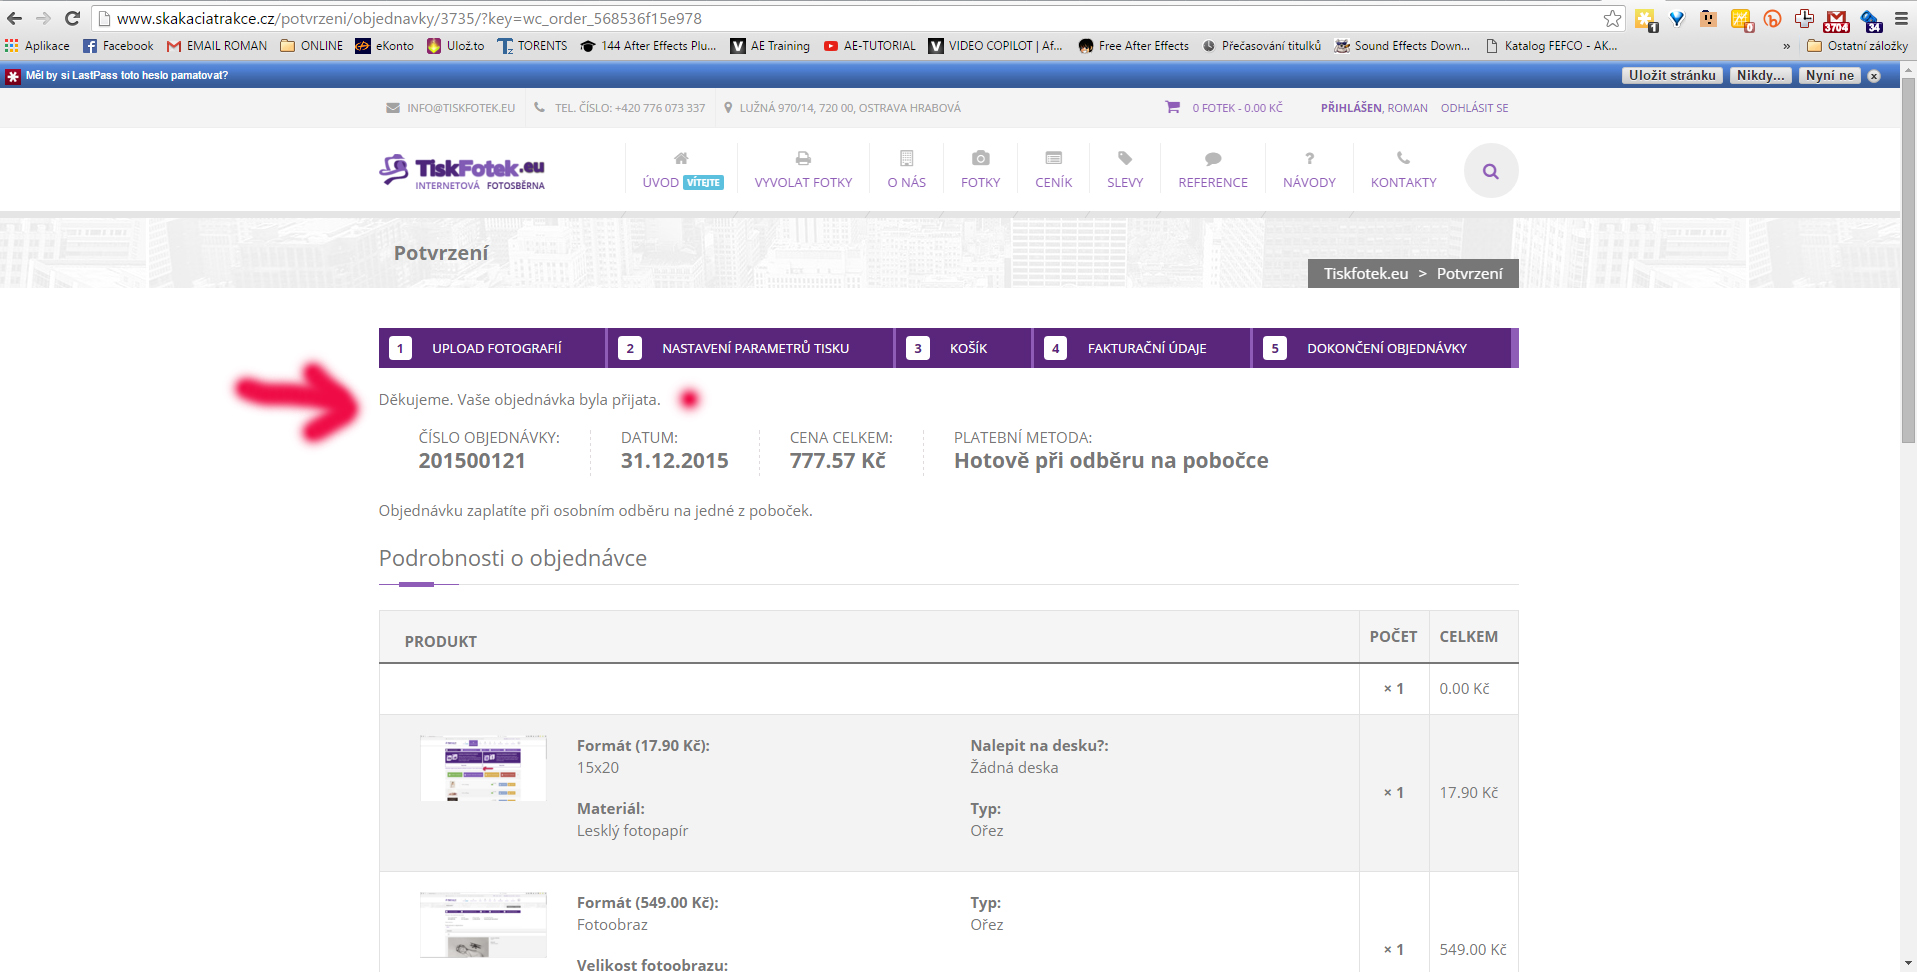 www.skakaciatrakce.cz/potvrzeni/objednavky/3735/?key=wc_order_568536f15e978
1
0
3704
34
Aplikace Facebook EMAIL ROMAN ONLINE eKonto Ulož.to TORENTS 144 After Effects Plu... AE Training AE-TUTORIAL VIDEO COPILOT | Af... Free After Effects Přečasování titulků Sound Effects Down... Katalog FEFCO - AK... » Ostatní záložky
Měl by si LastPass toto heslo pamatovat? Uložit stránku Nikdy... Nyní ne x
INFO@TISKFOTEK.EU TEL. ČÍSLO: +420 776 073 337 LUŽNÁ 970/14, 720 00, OSTRAVA HRABOVÁ 0 FOTEK - 0.00 KČ PŘIHLÁŠEN, ROMAN ODHLÁSIT SE
TiskFotek.eu
INTERNETOVÁ FOTOSBĚRNA
ÚVOD VÍTEJTE VYVOLAT FOTKY O NÁS FOTKY CENÍK SLEVY REFERENCE NÁVODY KONTAKTY
Potvrzení
Tiskfotek.eu > Potvrzení
1 UPLOAD FOTOGRAFIÍ 2 NASTAVENÍ PARAMETRŮ TISKU 3 KOŠÍK 4 FAKTURAČNÍ ÚDAJE 5 DOKONČENÍ OBJEDNÁVKY
Děkujeme. Vaše objednávka byla přijata.
ČÍSLO OBJEDNÁVKY: DATUM: CENA CELKEM: PLATEBNÍ METODA:
201500121 31.12.2015 777.57 Kč Hotově při odběru na pobočce
Objednávku zaplatíte při osobním odběru na jedné z poboček.
Podrobnosti o objednávce
PRODUKT POČET CELKEM
× 1 0.00 Kč
Formát (17.90 Kč): Nalepit na desku?:
15x20 Žádná deska
× 1 17.90 Kč
Materiál: Typ:
Lesklý fotopapír Ořez
Formát (549.00 Kč): Typ:
Fotoobraz Ořez
× 1 549.00 Kč
Velikost fotoobrazu: